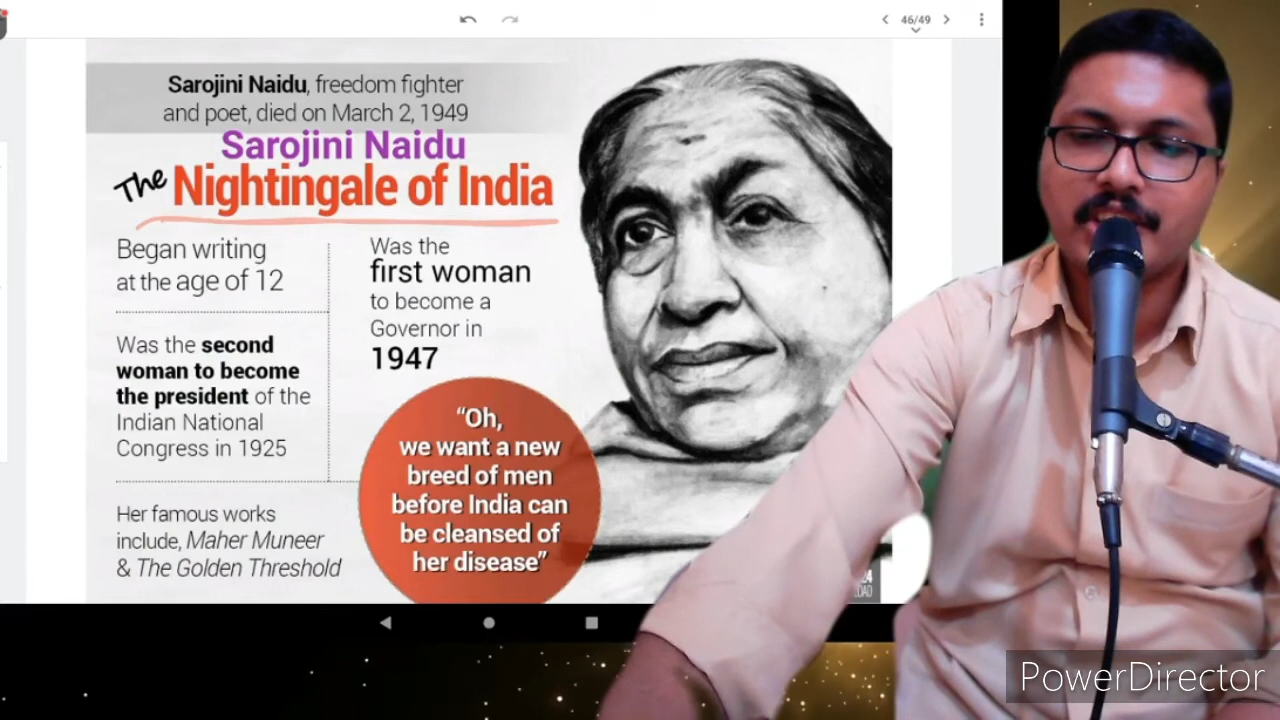 46/49
Sarojini Naidu, freedom fighter
and poet, died on March 2, 1949
Sarojini Naidu
The Nightingale of India
Began writing
at the age of 12
Was the second
woman to become
the president of the
Indian National
Congress in 1925
Her famous works
include, Maher Muneer
& The Golden Threshold
Was the
first woman
to become a
Governor in
1947
“Oh,
we want a new
breed of men
before India can
be cleansed of
her disease”
PowerDirector